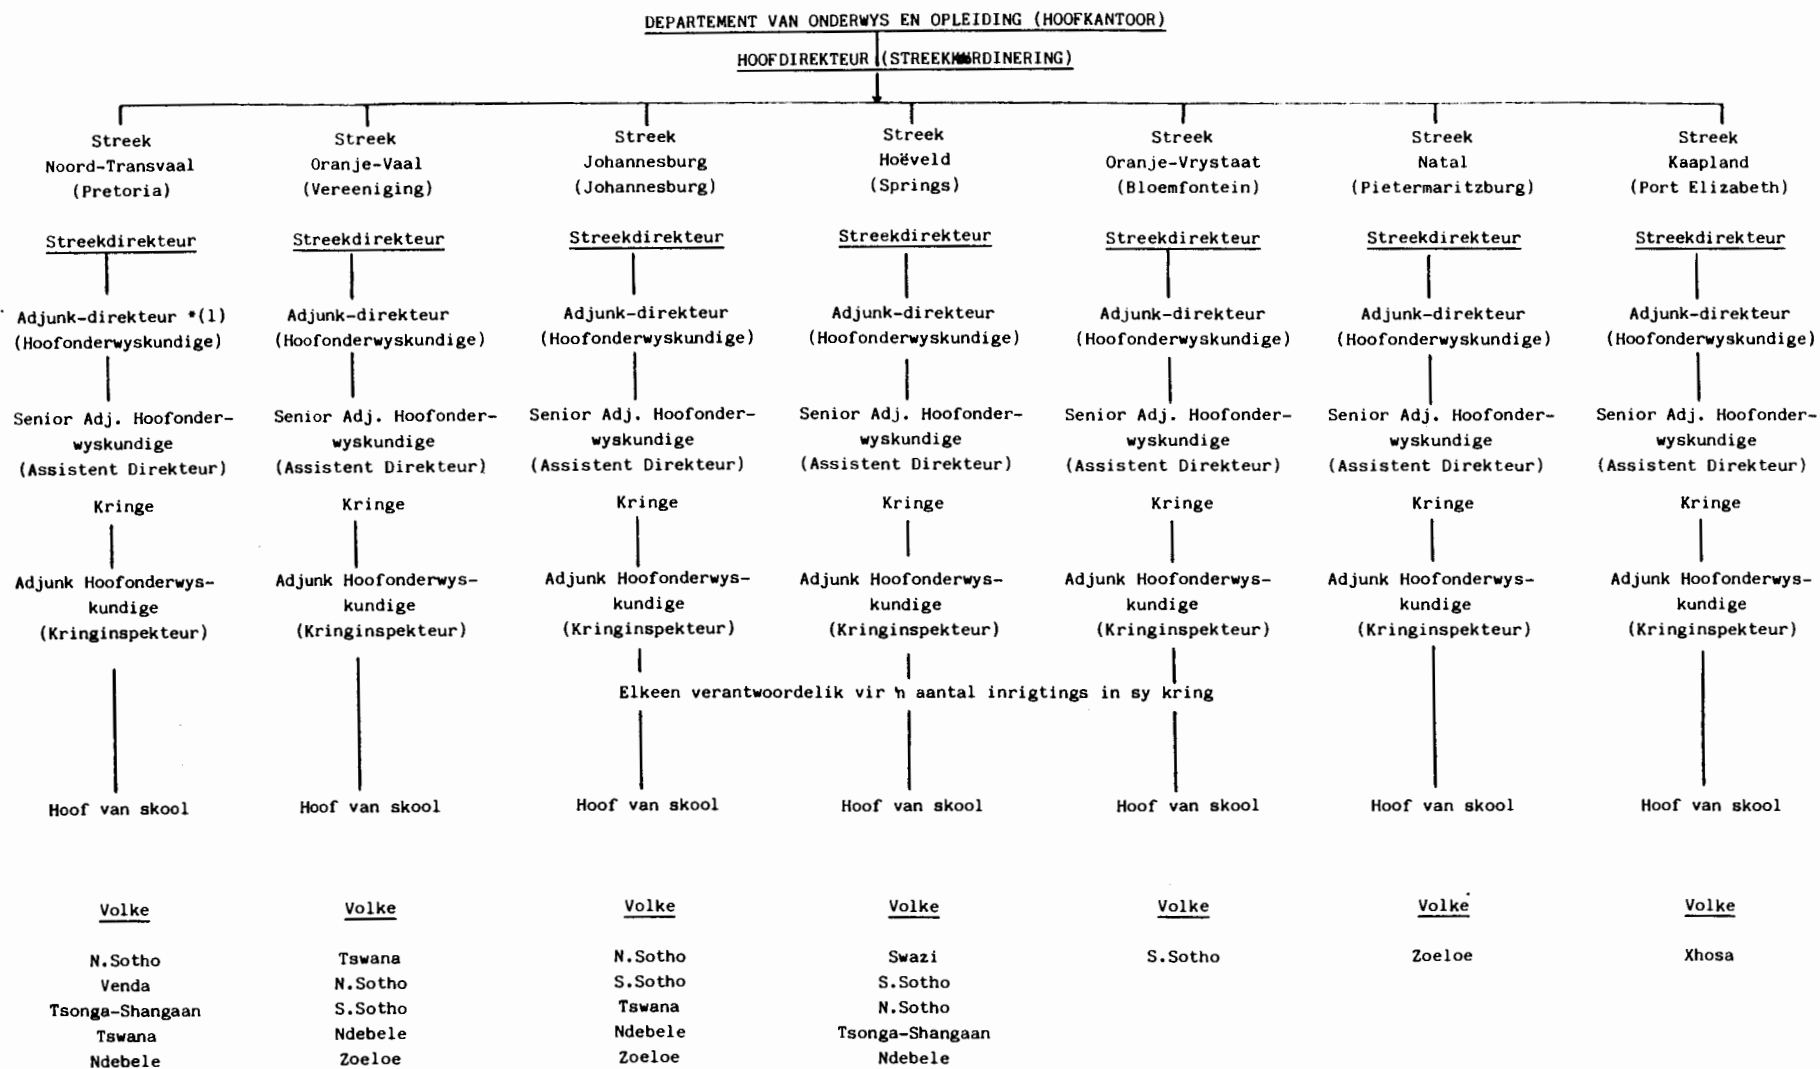 DEPARTEMENT VAN ONDERWYS EN OPLEIDING (HOOFKANTOOR)
HOOFDIREKTEUR (STREEKKOÖRDINERING)
Streek
Noord-Transvaal
(Pretoria)
Streek
Oranje-Vaal
(Vereeniging)
Streek
Johannesburg
(Johannesburg)
Streek
Hoëveld
(Springs)
Streek
Oranje-Vrystaat
(Bloemfontein)
Streek
Natal
(Pietermaritzburg)
Streek
Kaapland
(Port Elizabeth)
Streekdirekteur
Streekdirekteur
Streekdirekteur
Streekdirekteur
Streekdirekteur
Streekdirekteur
Streekdirekteur
Adjunk-direkteur *(1)
(Hoofonderwyskundige)
Adjunk-direkteur
(Hoofonderwyskundige)
Adjunk-direkteur
(Hoofonderwyskundige)
Adjunk-direkteur
(Hoofonderwyskundige)
Adjunk-direkteur
(Hoofonderwyskundige)
Adjunk-direkteur
(Hoofonderwyskundige)
Adjunk-direkteur
(Hoofonderwyskundige)
Senior Adj. Hoofonder-
wyskundige
(Assistent Direkteur)
Senior Adj. Hoofonder-
wyskundige
(Assistent Direkteur)
Senior Adj. Hoofonder-
wyskundige
(Assistent Direkteur)
Senior Adj. Hoofonder-
wyskundige
(Assistent Direkteur)
Senior Adj. Hoofonder-
wyskundige
(Assistent Direkteur)
Senior Adj. Hoofonder-
wyskundige
(Assistent Direkteur)
Senior Adj. Hoofonder-
wyskundige
(Assistent Direkteur)
Kringe
Kringe
Kringe
Kringe
Kringe
Kringe
Kringe
Adjunk Hoofonderwys-
kundige
(Kringinspekteur)
Adjunk Hoofonderwys-
kundige
(Kringinspekteur)
Adjunk Hoofonderwys-
kundige
(Kringinspekteur)
Adjunk Hoofonderwys-
kundige
(Kringinspekteur)
Adjunk Hoofonderwys-
kundige
(Kringinspekteur)
Adjunk Hoofonderwys-
kundige
(Kringinspekteur)
Adjunk Hoofonderwys-
kundige
(Kringinspekteur)
Elkeen verantwoordelik vir 'n aantal inrigtings in sy kring
Hoof van skool
Hoof van skool
Hoof van skool
Hoof van skool
Hoof van skool
Hoof van skool
Hoof van skool
Volke
N.Sotho
Venda
Tsonga-Shangaan
Tswana
Ndebele
Volke
Tswana
N.Sotho
S.Sotho
Ndebele
Zoeloe
Volke
N.Sotho
S.Sotho
Tswana
Ndebele
Zoeloe
Volke
Swazi
S.Sotho
N.Sotho
Tsonga-Shangaan
Ndebele
Volke
S.Sotho
Volke
Zoeloe
Volke
Xhosa